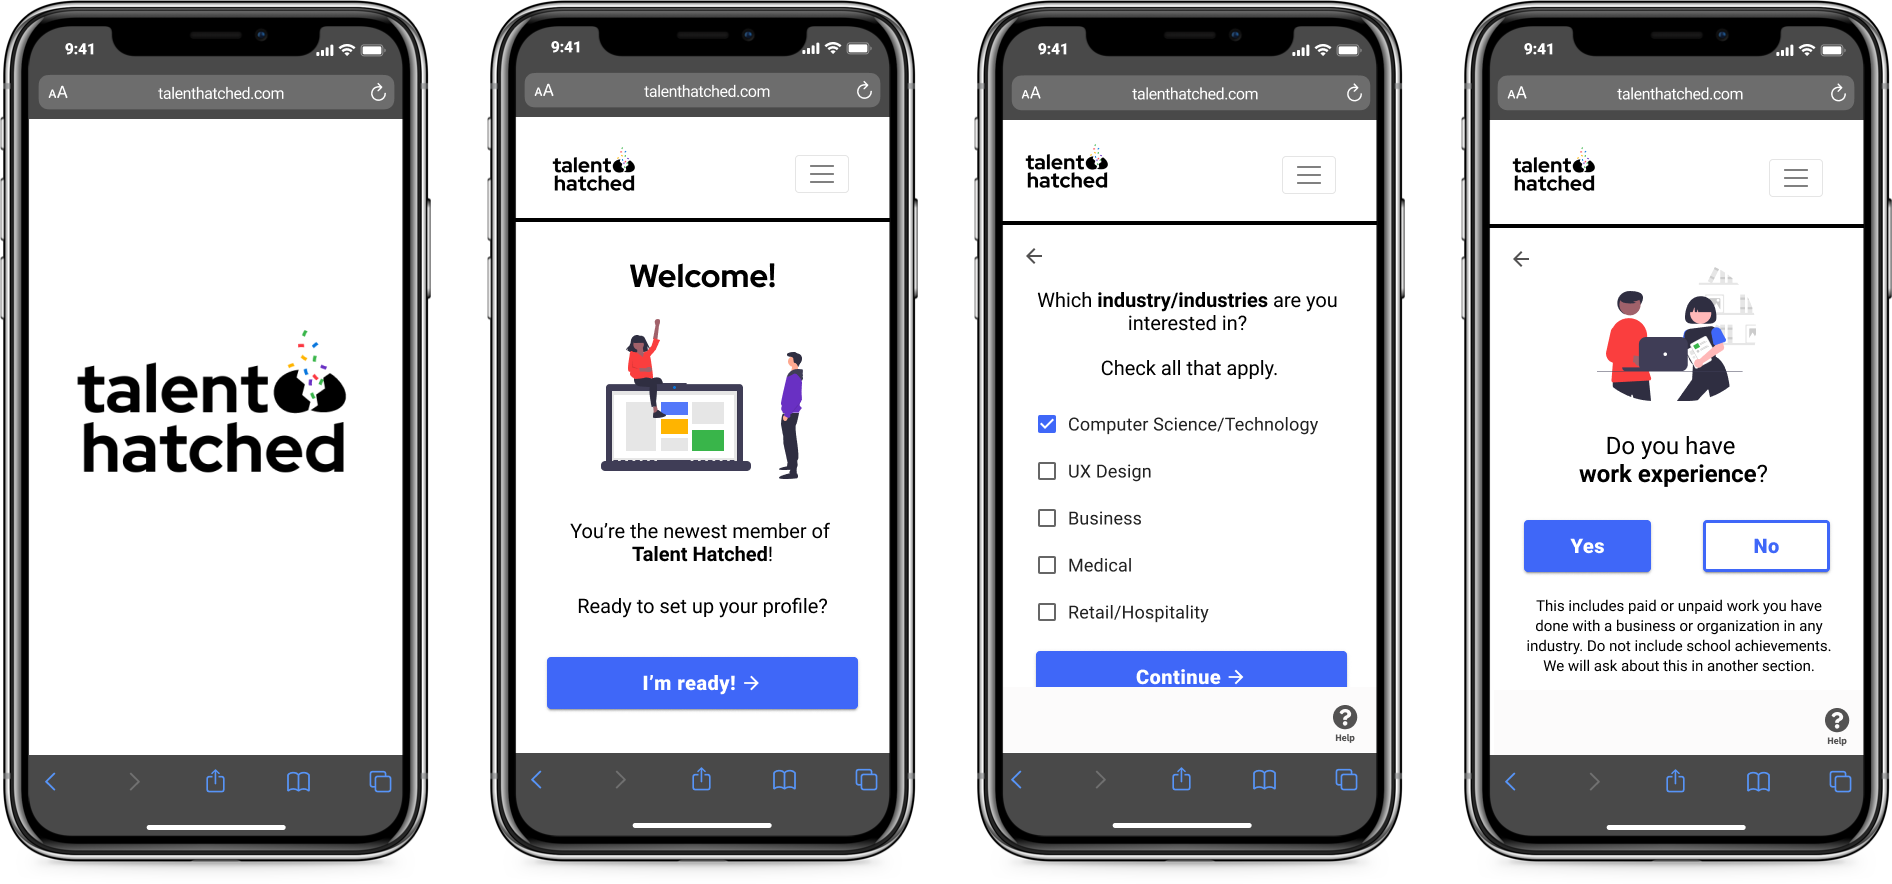 9:41
AA talenthatched.com
talent
hatched
9:41
AA talenthatched.com
talent
hatched
Welcome!
You’re the newest member of
Talent Hatched!
Ready to set up your profile?
I’m ready! →
9:41
AA talenthatched.com
talent
hatched
Which industry/industries are you
interested in?
Check all that apply.
Computer Science/Technology
UX Design
Business
Medical
Retail/Hospitality
Continue →
?
Help
9:41
AA talenthatched.com
talent
hatched
Do you have
work experience?
Yes
No
This includes paid or unpaid work you have
done with a business or organization in any
industry. Do not include school achievements.
We will ask about this in another section.
?
Help